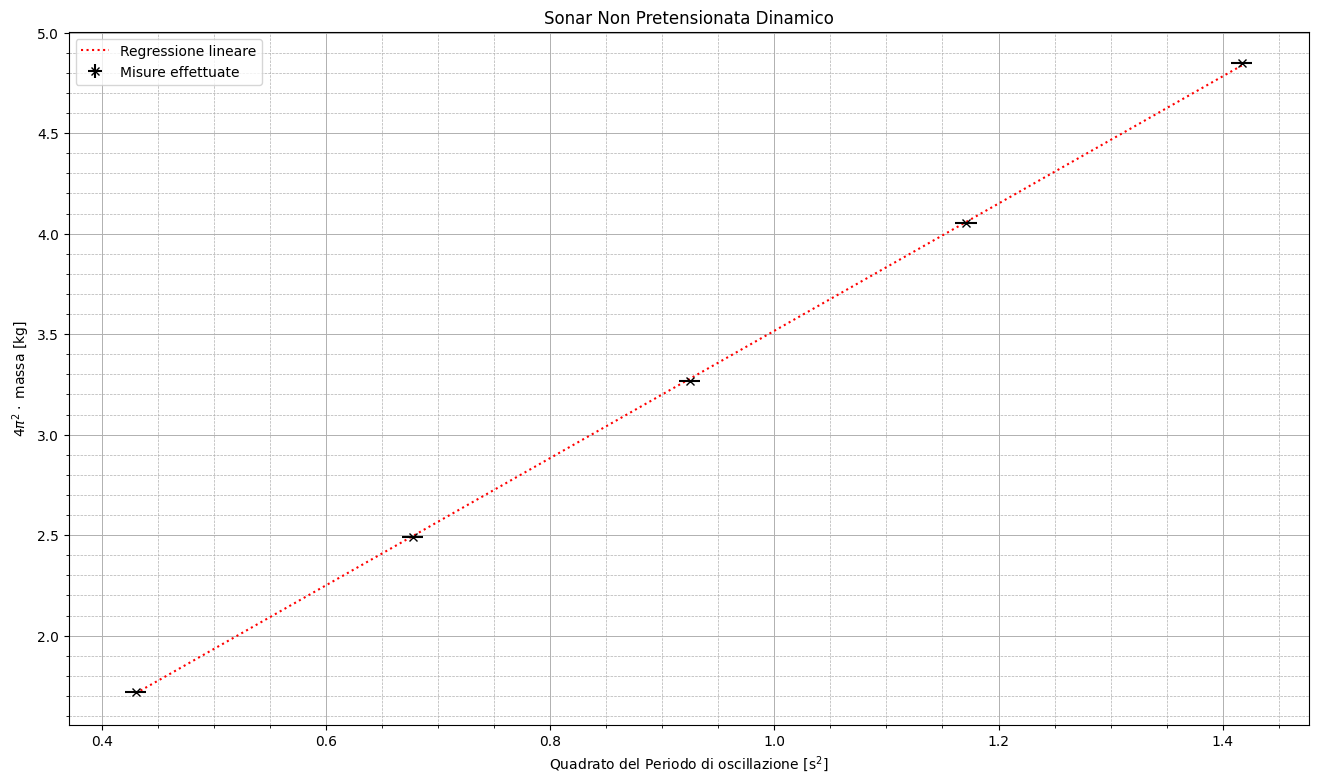 Sonar Non Pretensionata Dinamico
Regressione lineare
Misure effettuate
5.0
4.5
4.0
3.5
3.0
2.5
2.0
4π² · massa [kg]
0.4 0.6 0.8 1.0 1.2 1.4
Quadrato del Periodo di oscillazione [s²]